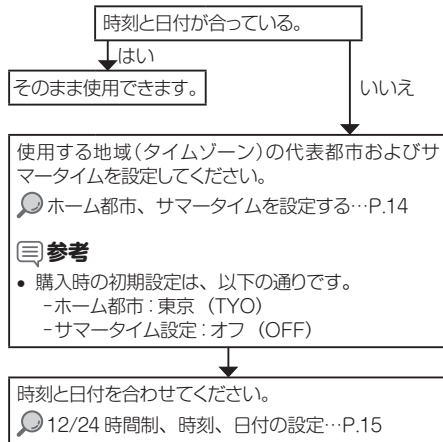 時刻と日付が合っている。
はい
そのまま使用できます。
いいえ
使用する地域(タイムゾーン)の代表都市およびサ
マータイムを設定してください。
ホーム都市、サマータイムを設定する…P.14
参考
• 購入時の初期設定は、以下の通りです。
-ホーム都市：東京 (TYO)
-サマータイム設定：オフ (OFF)
時刻と日付を合わせてください。
12/24 時間制、時刻、日付の設定…P.15